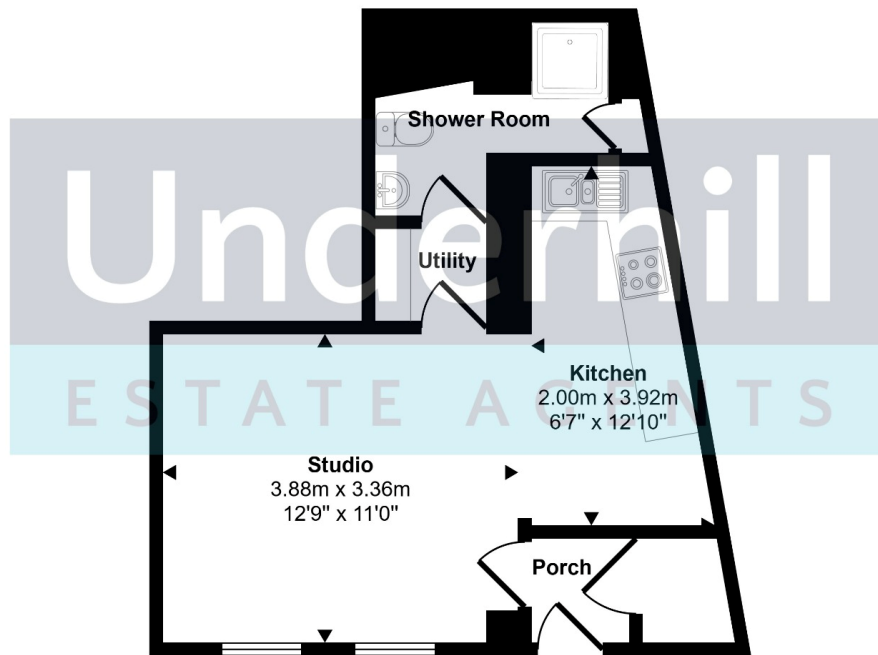 Shower Room
Underhill
Utility
ESTATE AGENTS
Kitchen
2.00m x 3.92m
6'7" x 12'10"
Studio
3.88m x 3.36m
12'9" x 11'0"
Porch